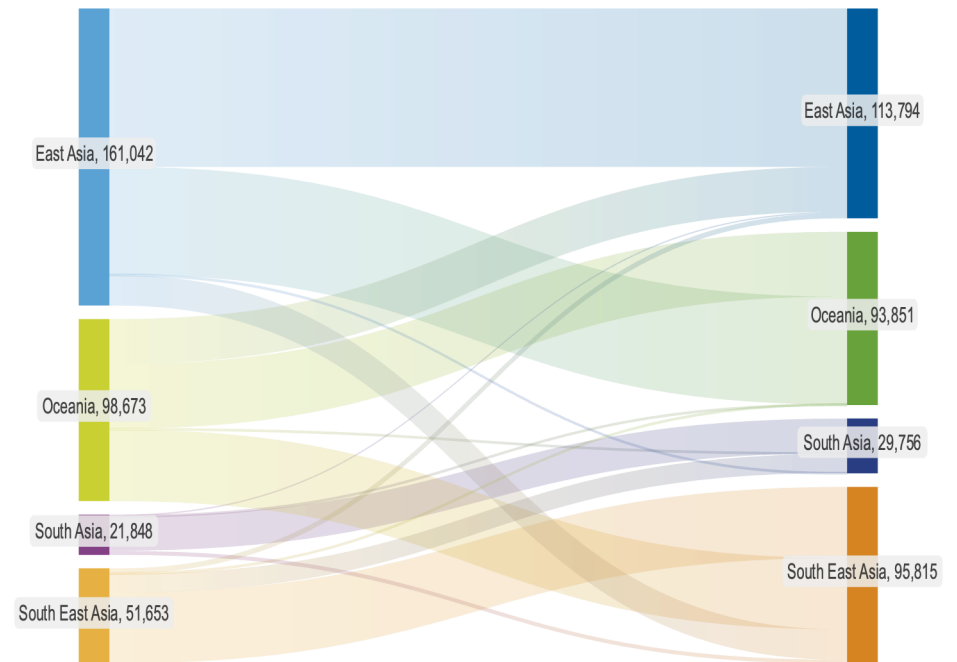 East Asia, 161,042
Oceania, 98,673
South Asia, 21,848
South East Asia, 51,653
East Asia, 113,794
Oceania, 93,851
South Asia, 29,756
South East Asia, 95,815